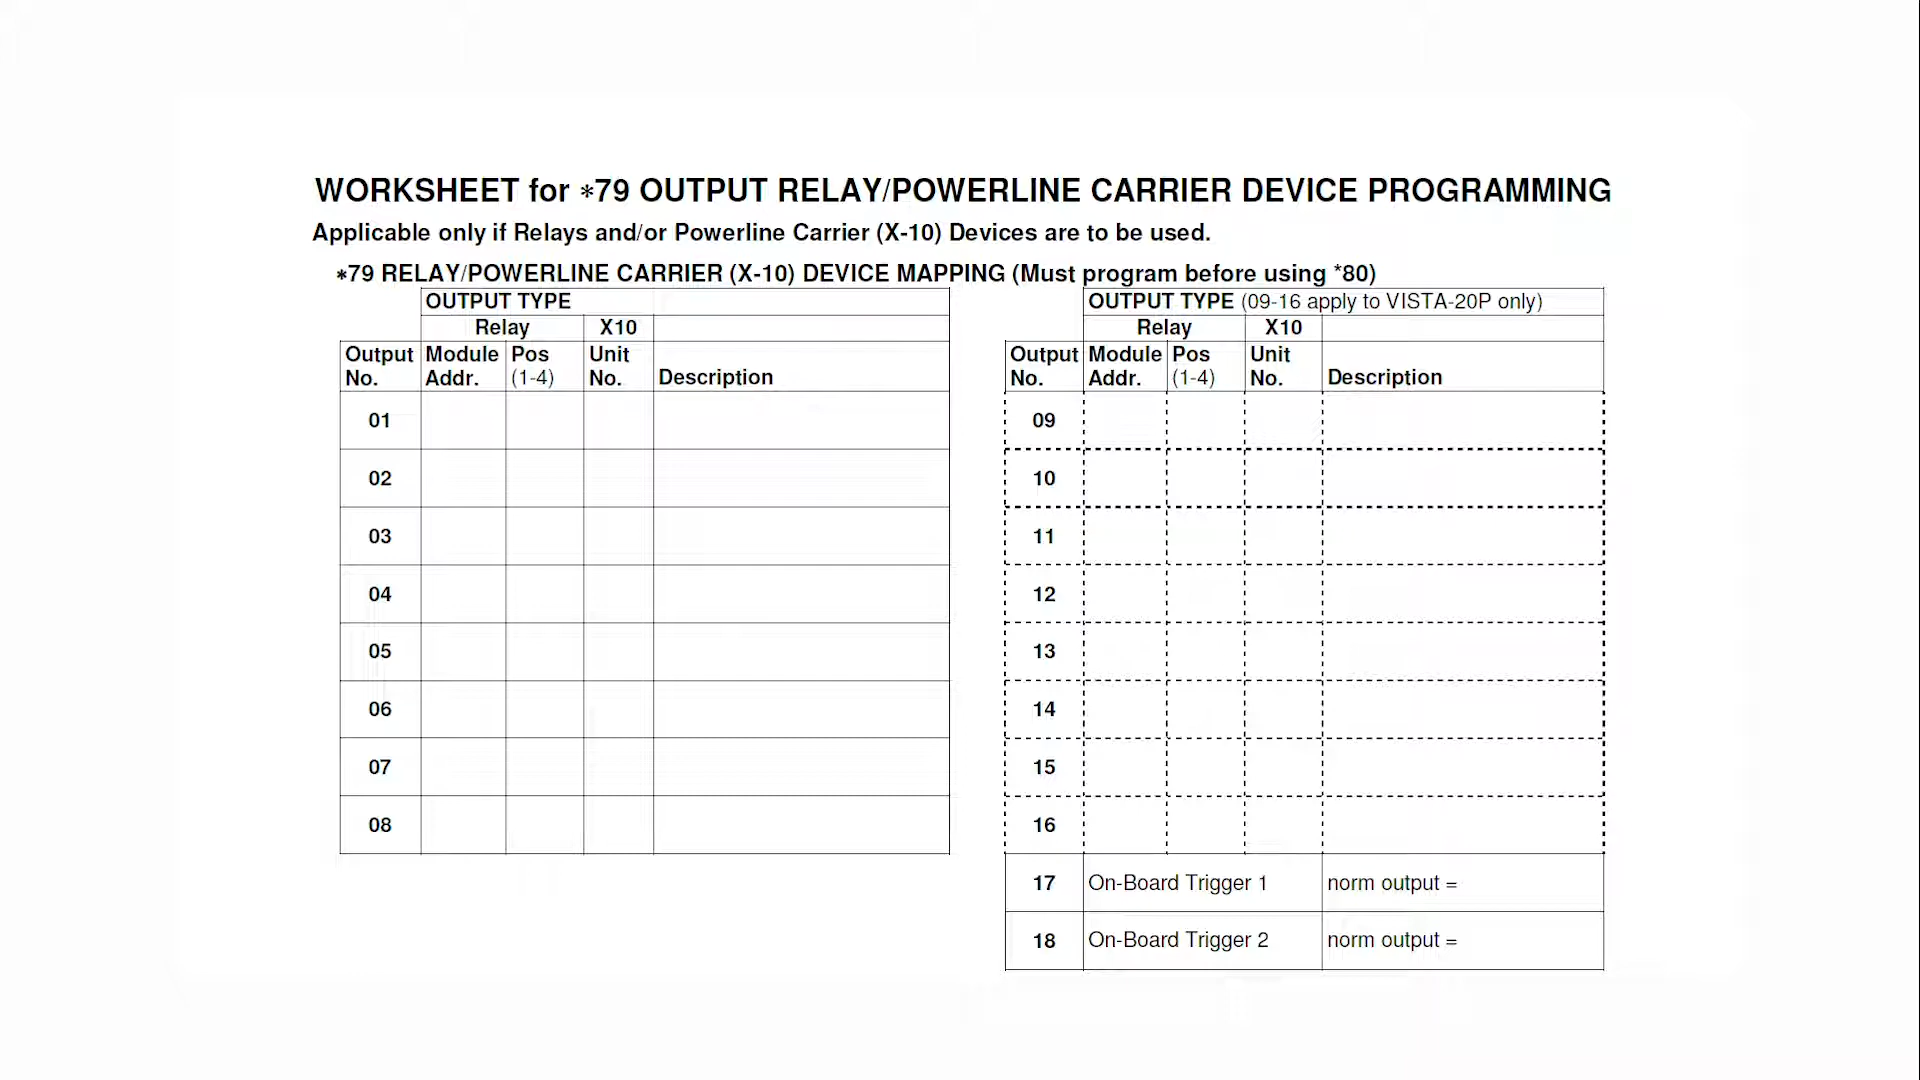 WORKSHEET for *79 OUTPUT RELAY/POWERLINE CARRIER DEVICE PROGRAMMING
Applicable only if Relays and/or Powerline Carrier (X-10) Devices are to be used.
*79 RELAY/POWERLINE CARRIER (X-10) DEVICE MAPPING (Must program before using *80)
OUTPUT TYPE
Relay X10
Output Module Pos Unit
No. Addr. (1-4) No. Description
01
02
03
04
05
06
07
08
OUTPUT TYPE (09-16 apply to VISTA-20P only)
Relay X10
Output Module Pos Unit
No. Addr. (1-4) No. Description
09
10
11
12
13
14
15
16
17 On-Board Trigger 1 norm output =
18 On-Board Trigger 2 norm output =